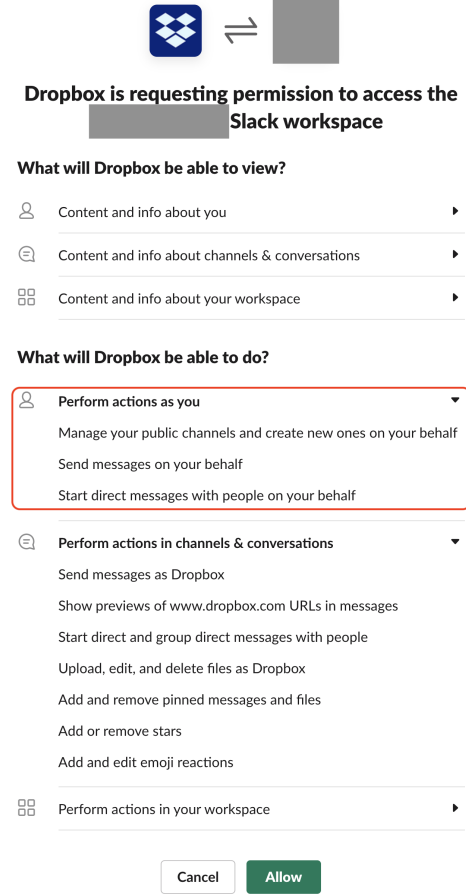 Dropbox is requesting permission to access the
Slack workspace
What will Dropbox be able to view?
Content and info about you
Content and info about channels & conversations
Content and info about your workspace
What will Dropbox be able to do?
Perform actions as you
Manage your public channels and create new ones on your behalf
Send messages on your behalf
Start direct messages with people on your behalf
Perform actions in channels & conversations
Send messages as Dropbox
Show previews of www.dropbox.com URLs in messages
Start direct and group direct messages with people
Upload, edit, and delete files as Dropbox
Add and remove pinned messages and files
Add or remove stars
Add and edit emoji reactions
Perform actions in your workspace
Cancel Allow